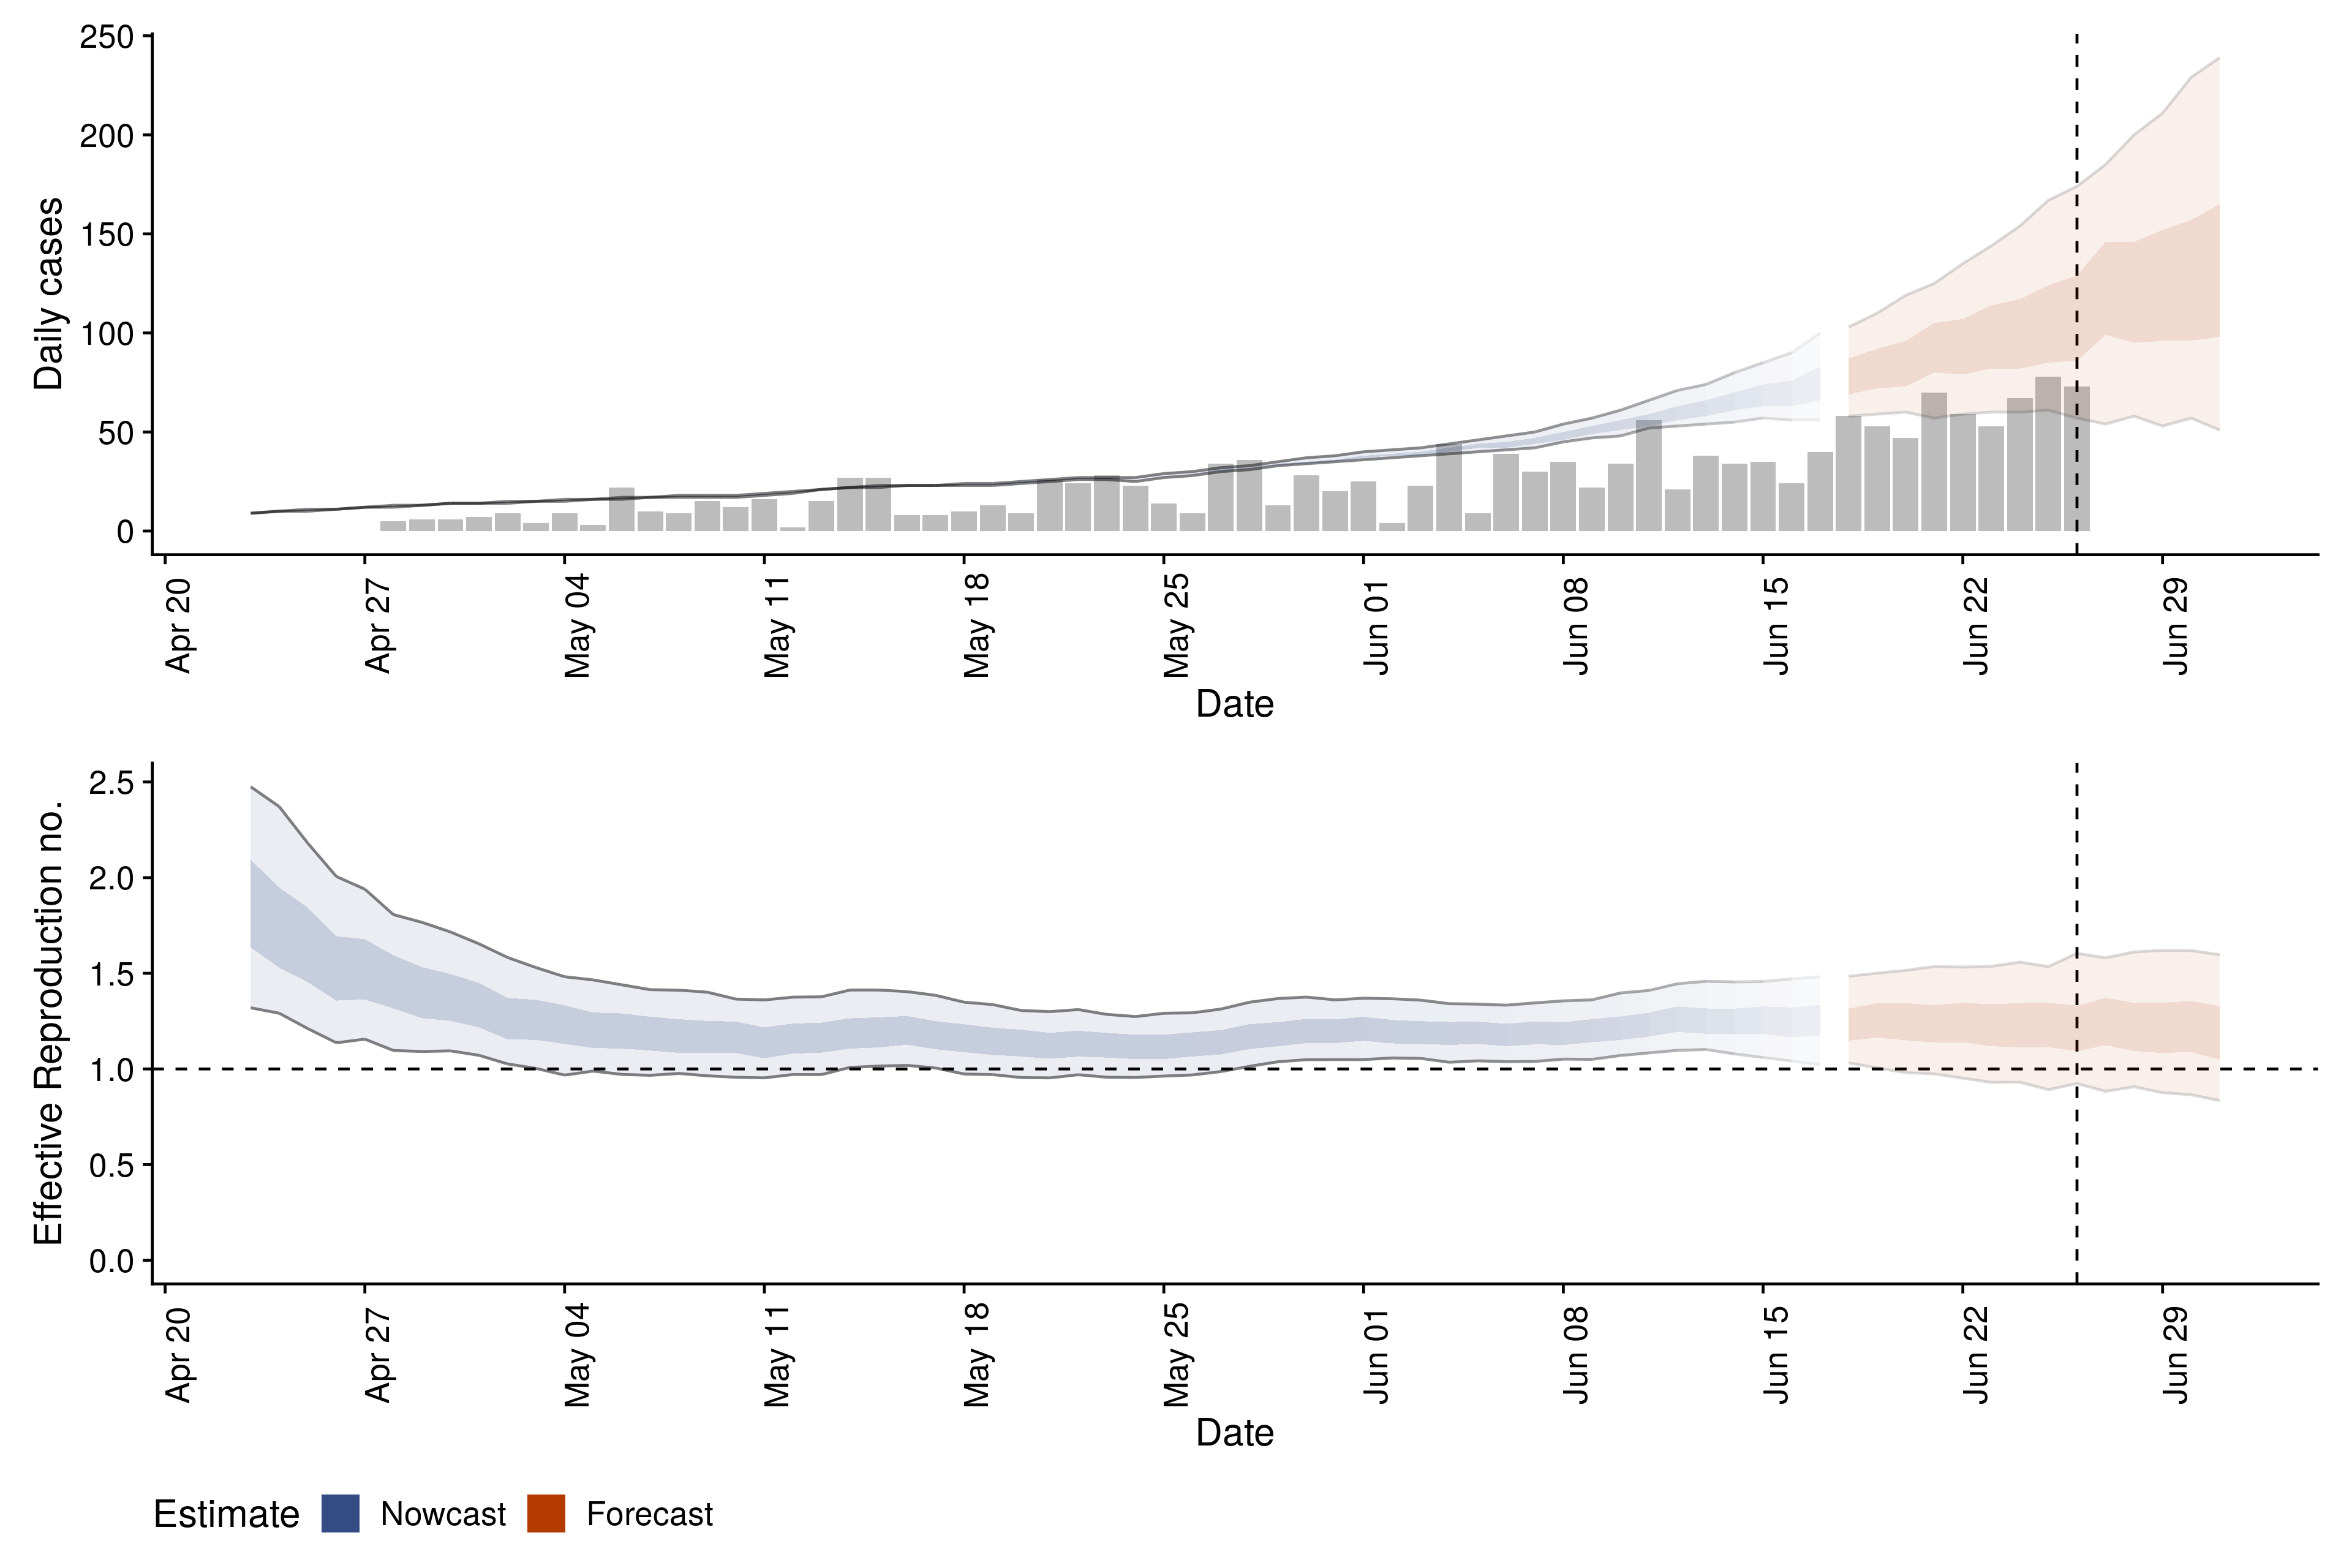 250
200
150
100
50
0
Daily cases
Apr 20 Apr 27 May 04 May 11 May 18 May 25 Jun 01 Jun 08 Jun 15 Jun 22 Jun 29
Date
2.5
2.0
1.5
1.0
0.5
0.0
Effective Reproduction no.
Apr 20 Apr 27 May 04 May 11 May 18 May 25 Jun 01 Jun 08 Jun 15 Jun 22 Jun 29
Date
Estimate Nowcast Forecast